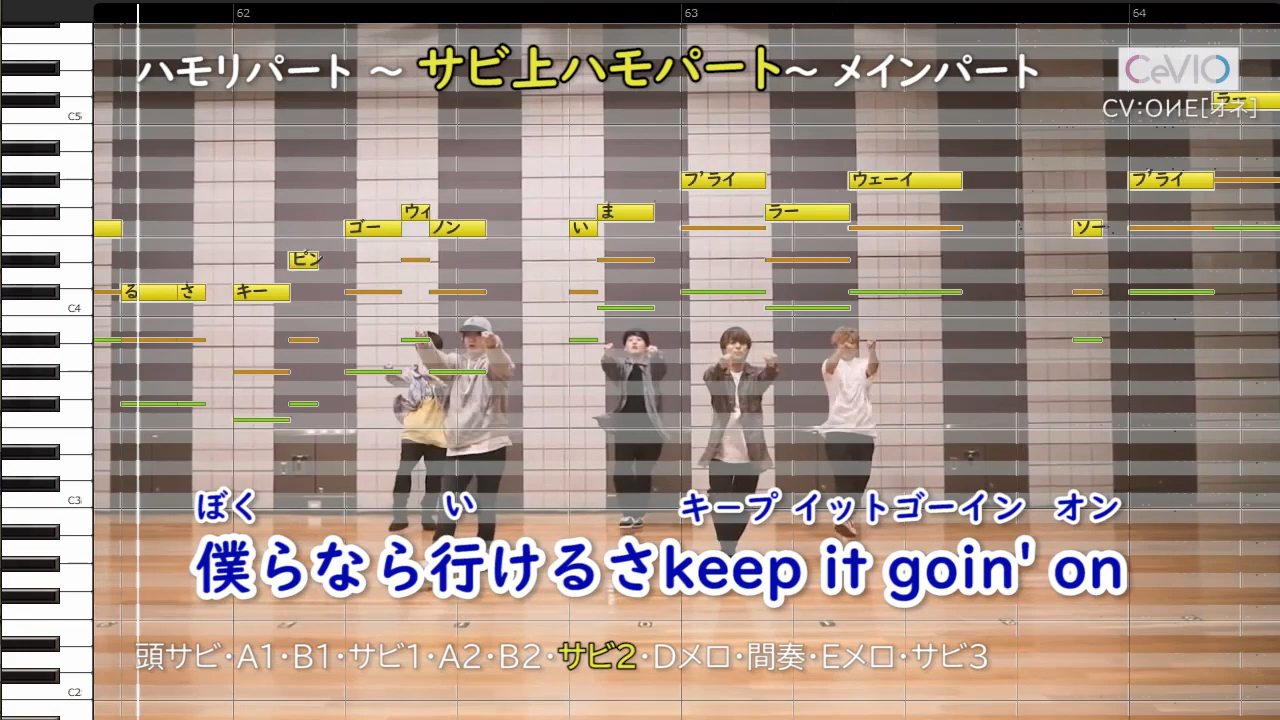 62 63 64
ハモリパート ～ サビ上ハモパート～ メインパート
CeVIO
CV:OИE[オネ]
ラー
C5
プ’ライ ウェーイ プ’ライ
ウィ ま ラー
ゴー ノン い ソー
ピン
る さ キー
C4
C3
ぼく い キープ イットゴーイン オン
僕らなら行けるさkeep it goin' on
頭サビ・A1・B1・サビ1・A2・B2・サビ2・Dメロ・間奏・Eメロ・サビ3
C2